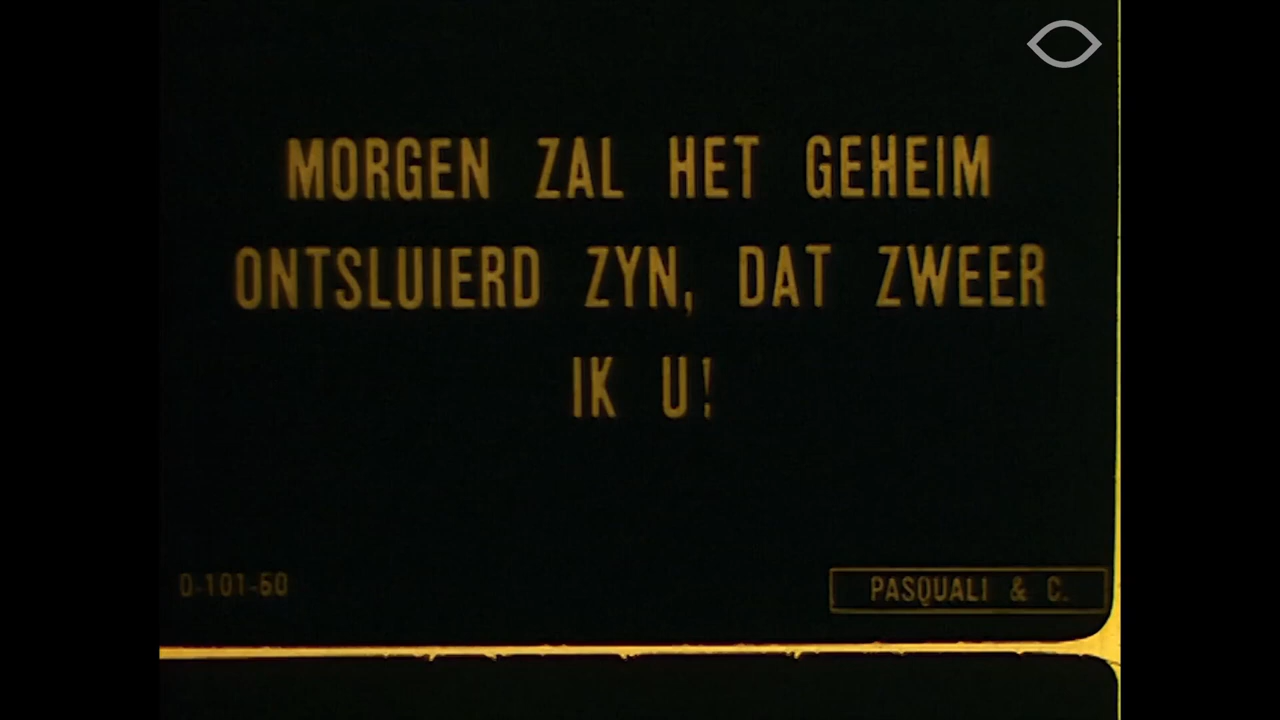 MORGEN ZAL HET GEHEIM
ONTSLUIERD ZYN, DAT ZWEER
IK U!
0-101-60
PASQUALI & C.